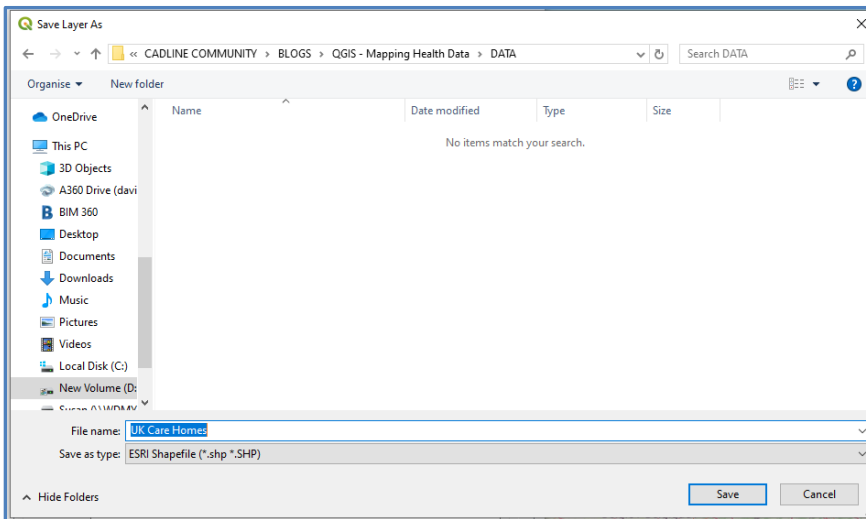 Save Layer As
« CADLINE COMMUNITY > BLOGS > QGIS - Mapping Health Data > DATA
Search DATA
Organise
New folder
Name
Date modified
Type
Size
No items match your search.
OneDrive
This PC
3D Objects
A360 Drive (davi
BIM 360
Desktop
Documents
Downloads
Music
Pictures
Videos
Local Disk (C:)
New Volume (D:
File name: UK Care Homes
Save as type: ESRI Shapefile (*.shp *.SHP)
Hide Folders
Save
Cancel